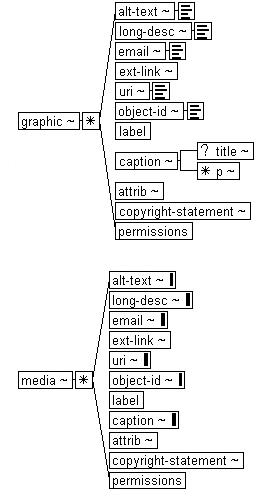 alt-text ~
long-desc ~
email ~
ext-link ~
uri ~
object-id ~
graphic ~ *
label
? title ~
caption ~
* p ~
attrib ~
copyright-statement ~
permissions
alt-text ~
long-desc ~
email ~
ext-link ~
uri ~
media ~ * object-id ~
label
caption ~
attrib ~
copyright-statement ~
permissions